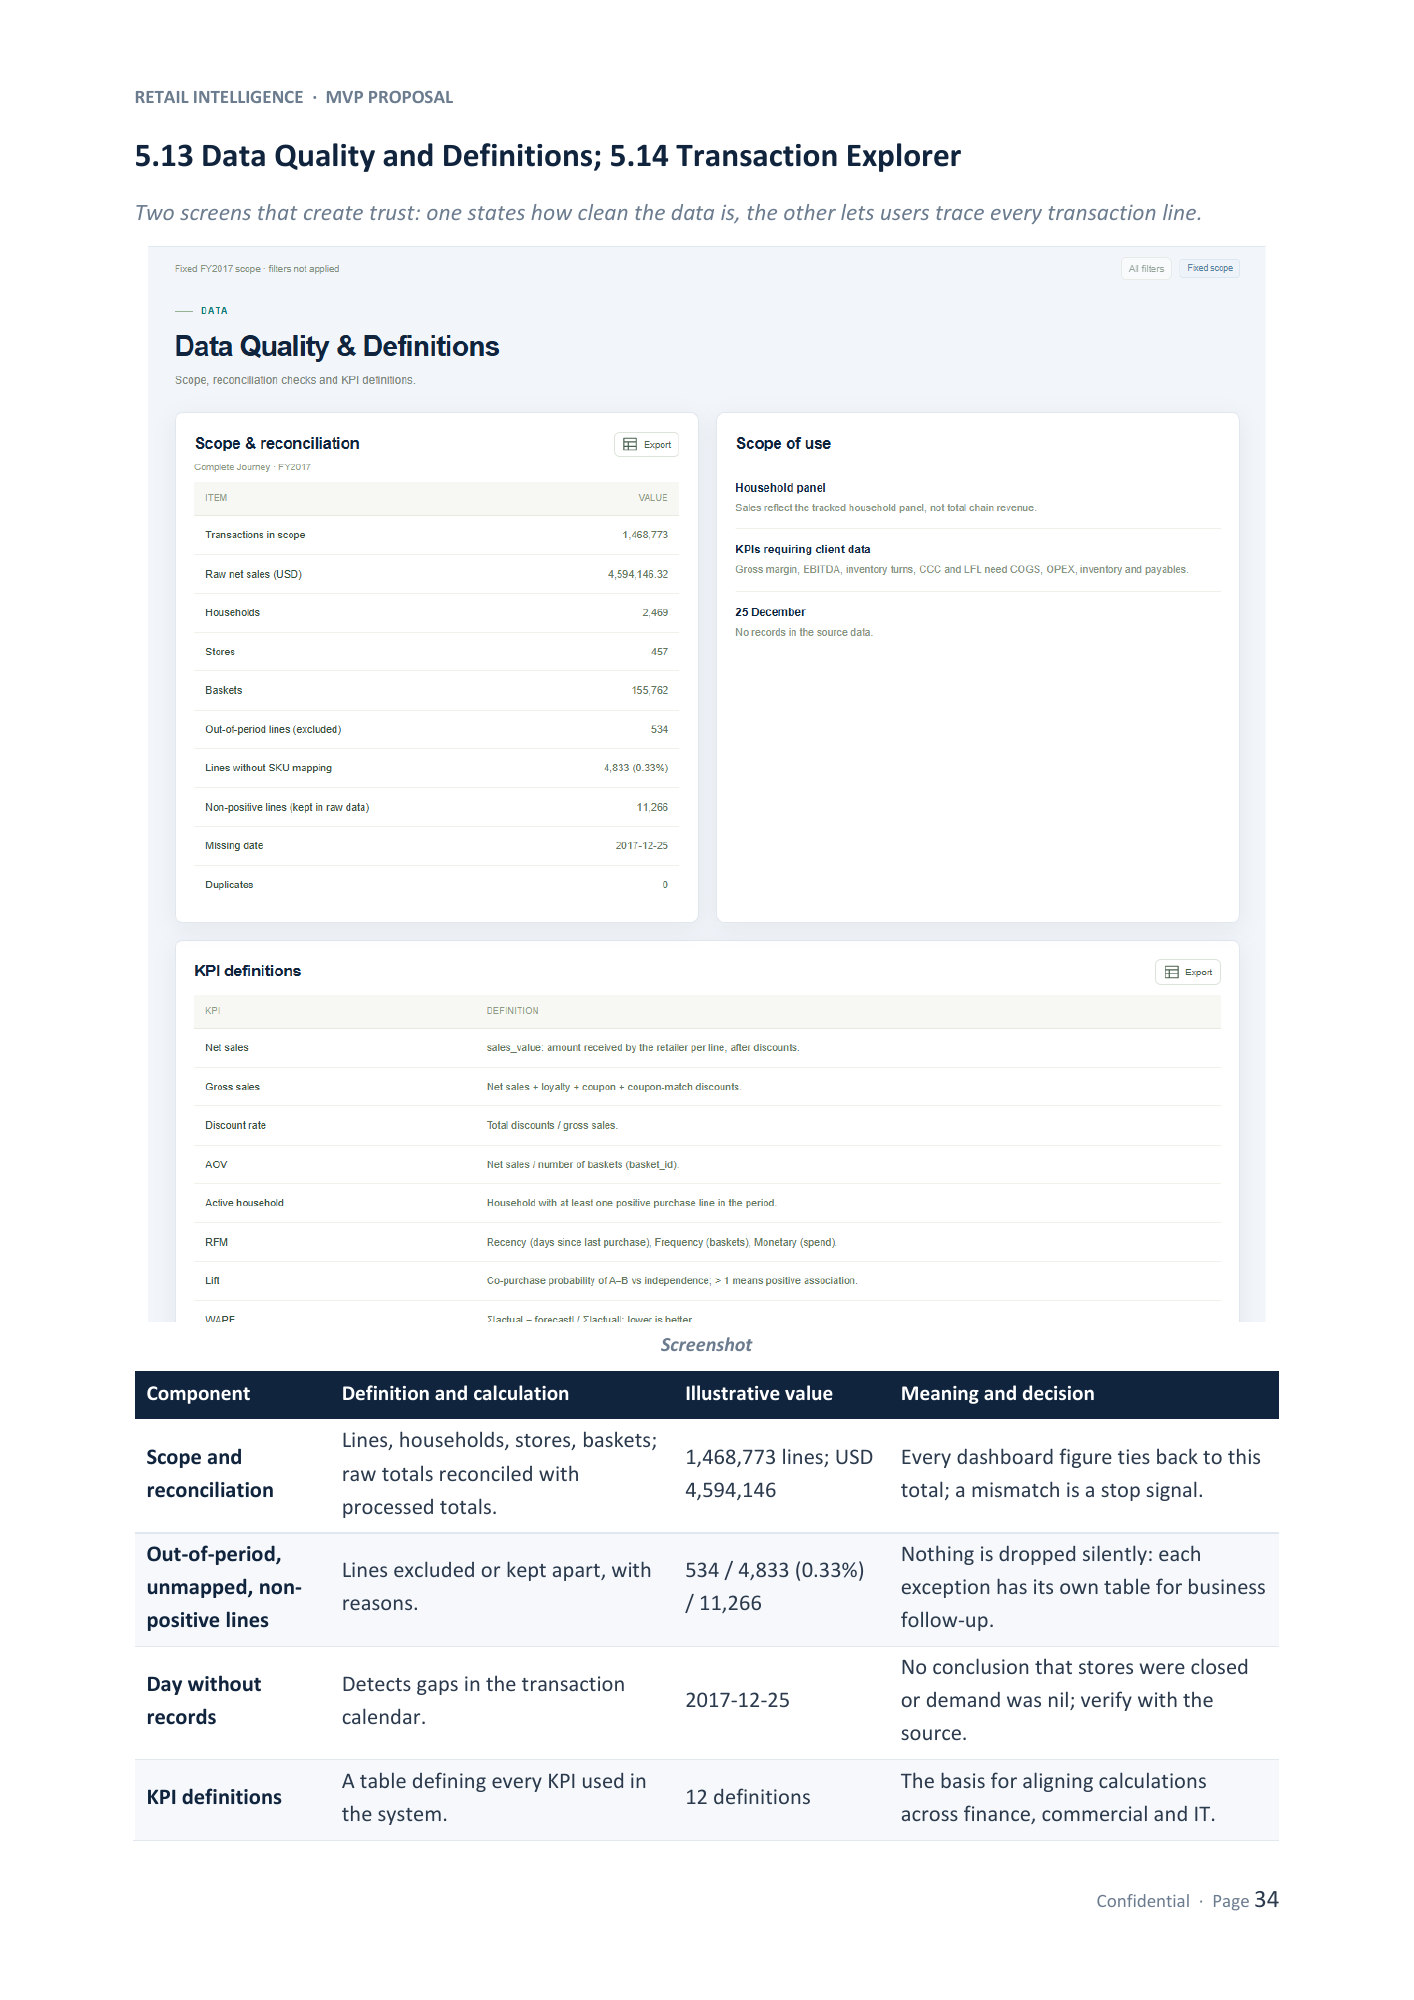 RETAIL INTELLIGENCE · MVP PROPOSAL
5.13 Data Quality and Definitions; 5.14 Transaction Explorer
Two screens that create trust: one states how clean the data is, the other lets users trace every transaction line.
Fixed FY2017 scope · filters not applied
All filters
Fixed scope
DATA
Data Quality & Definitions
Scope, reconciliation checks and KPI definitions.
Scope & reconciliation
Export
Complete Journey · FY2017
ITEM VALUE
Transactions in scope 1,468,773
Raw net sales (USD) 4,594,146.32
Households 2,469
Stores 457
Baskets 155,762
Out-of-period lines (excluded) 534
Lines without SKU mapping 4,833 (0.33%)
Non-positive lines (kept in raw data) 11,266
Missing date 2017-12-25
Duplicates 0
Scope of use
Household panel
Sales reflect the tracked household panel, not total chain revenue.
KPIs requiring client data
Gross margin, EBITDA, inventory turns, CCC and LFL need COGS, OPEX, inventory and payables.
25 December
No records in the source data.
KPI definitions
Export
KPI DEFINITION
Net sales sales_value: amount received by the retailer per line, after discounts.
Gross sales Net sales + loyalty + coupon + coupon-match discounts.
Discount rate Total discounts / gross sales.
AOV Net sales / number of baskets (basket_id).
Active household Household with at least one positive purchase line in the period.
RFM Recency (days since last purchase), Frequency (baskets), Monetary (spend).
Lift Co-purchase probability of A–B vs independence; > 1 means positive association.
WAPE Σ|actual – forecast| / Σ|actual|; lower is better.
Screenshot
Component Definition and calculation Illustrative value Meaning and decision
Scope and
reconciliation
Lines, households, stores, baskets;
raw totals reconciled with
processed totals.
1,468,773 lines; USD
4,594,146
Every dashboard figure ties back to this
total; a mismatch is a stop signal.
Out-of-period,
unmapped, non-
positive lines
Lines excluded or kept apart, with
reasons.
534 / 4,833 (0.33%)
/ 11,266
Nothing is dropped silently: each
exception has its own table for business
follow-up.
Day without
records
Detects gaps in the transaction
calendar.
2017-12-25
No conclusion that stores were closed
or demand was nil; verify with the
source.
KPI definitions
A table defining every KPI used in
the system.
12 definitions
The basis for aligning calculations
across finance, commercial and IT.
Confidential · Page 34